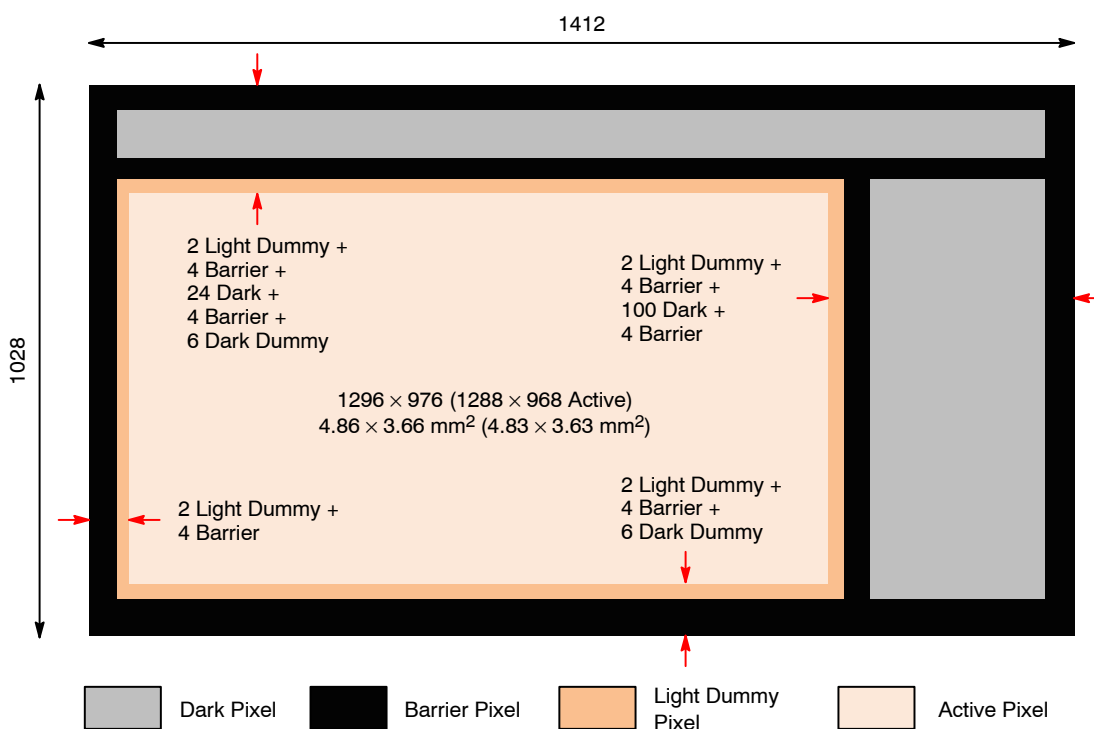 1412
1028
2 Light Dummy +
4 Barrier +
24 Dark +
4 Barrier +
6 Dark Dummy
2 Light Dummy +
4 Barrier +
100 Dark +
4 Barrier
1296 × 976 (1288 × 968 Active)
4.86 × 3.66 mm² (4.83 × 3.63 mm²)
2 Light Dummy +
4 Barrier
2 Light Dummy +
4 Barrier +
6 Dark Dummy
Dark Pixel
Barrier Pixel
Light Dummy
Pixel
Active Pixel